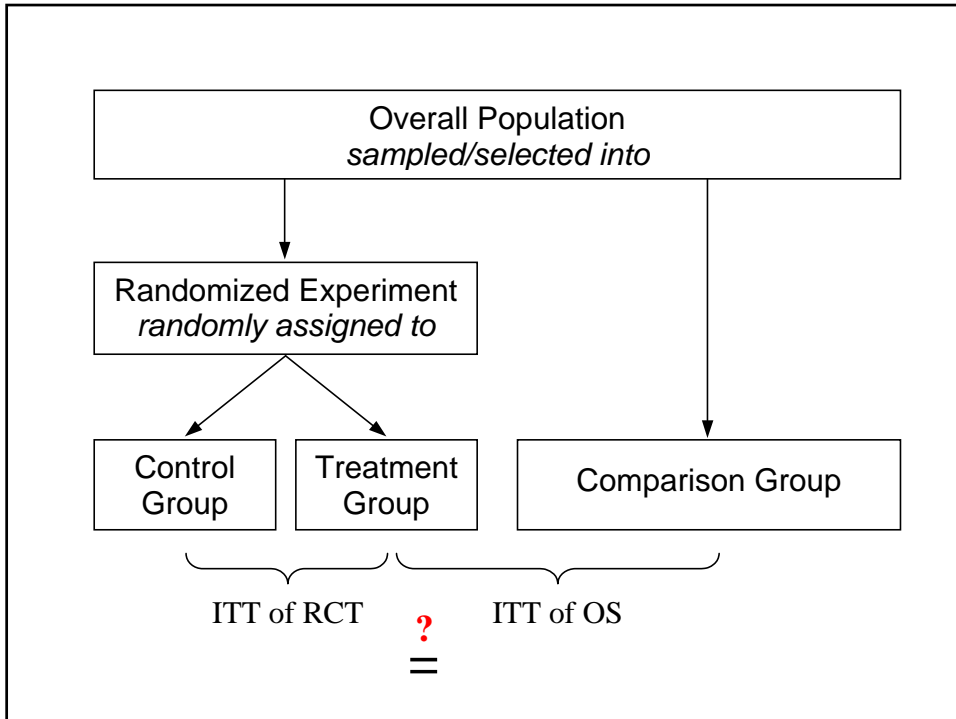 Overall Population
sampled/selected into
Randomized Experiment
randomly assigned to
Control
Group
Treatment
Group
Comparison Group
ITT of RCT
ITT of OS
?
=